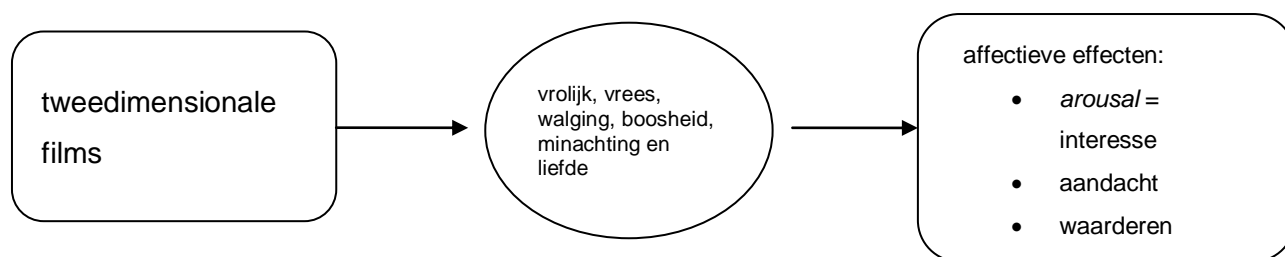 tweedimensionale
films
vrolijk, vrees,
walging, boosheid,
minachting en
liefde
affectieve effecten:
• arousal =
interesse
• aandacht
• waarderen